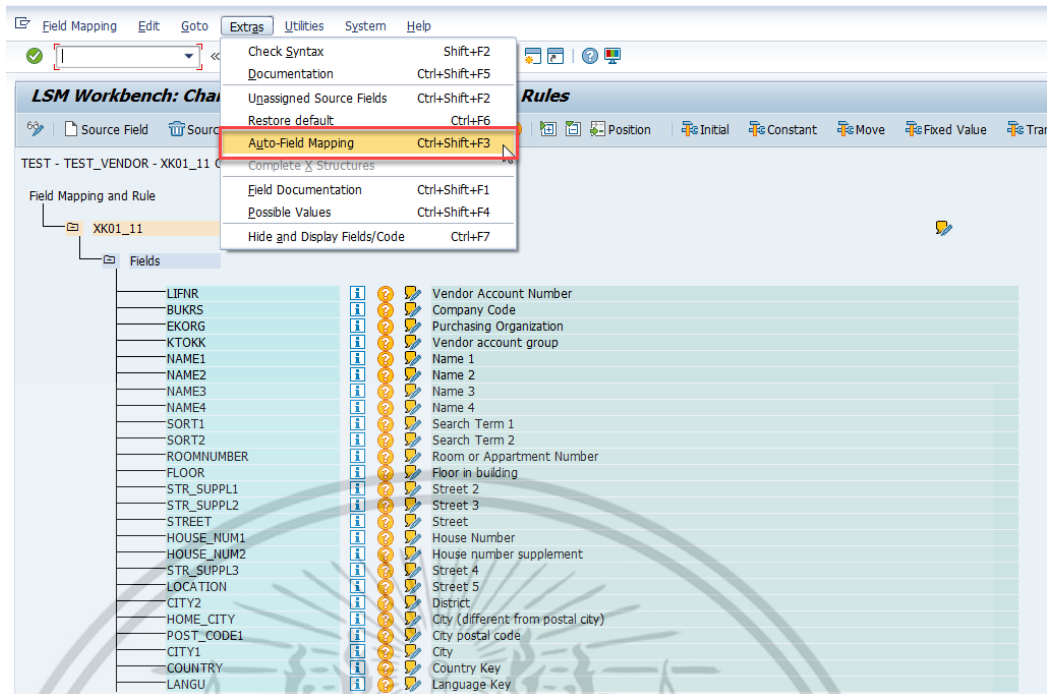 Field Mapping Edit Goto Extras Utilities System Help
Check Syntax Shift+F2
Documentation Ctrl+Shift+F5
Unassigned Source Fields Ctrl+Shift+F2
Restore default Ctrl+F6
Auto-Field Mapping Ctrl+Shift+F3
Complete X Structures
Field Documentation Ctrl+Shift+F1
Possible Values Ctrl+Shift+F4
Hide and Display Fields/Code Ctrl+F7
LSM Workbench: Cha Rules
Source Field Sourc Position Initial Constant Move Fixed Value Tran
TEST - TEST_VENDOR - XK01_11
Field Mapping and Rule
XK01_11
Fields
LIFNR Vendor Account Number
BUKRS Company Code
EKORG Purchasing Organization
KTOKK Vendor account group
NAME1 Name 1
NAME2 Name 2
NAME3 Name 3
NAME4 Name 4
SORT1 Search Term 1
SORT2 Search Term 2
ROOMNUMBER Room or Appartment Number
FLOOR Floor in building
STR_SUPPL1 Street 2
STR_SUPPL2 Street 3
STREET Street
HOUSE_NUM1 House Number
HOUSE_NUM2 House number supplement
STR_SUPPL3 Street 4
LOCATION Street 5
CITY2 District
HOME_CITY City (different from postal city)
POST_CODE1 City postal code
CITY1 City
COUNTRY Country Key
LANGU Language Key